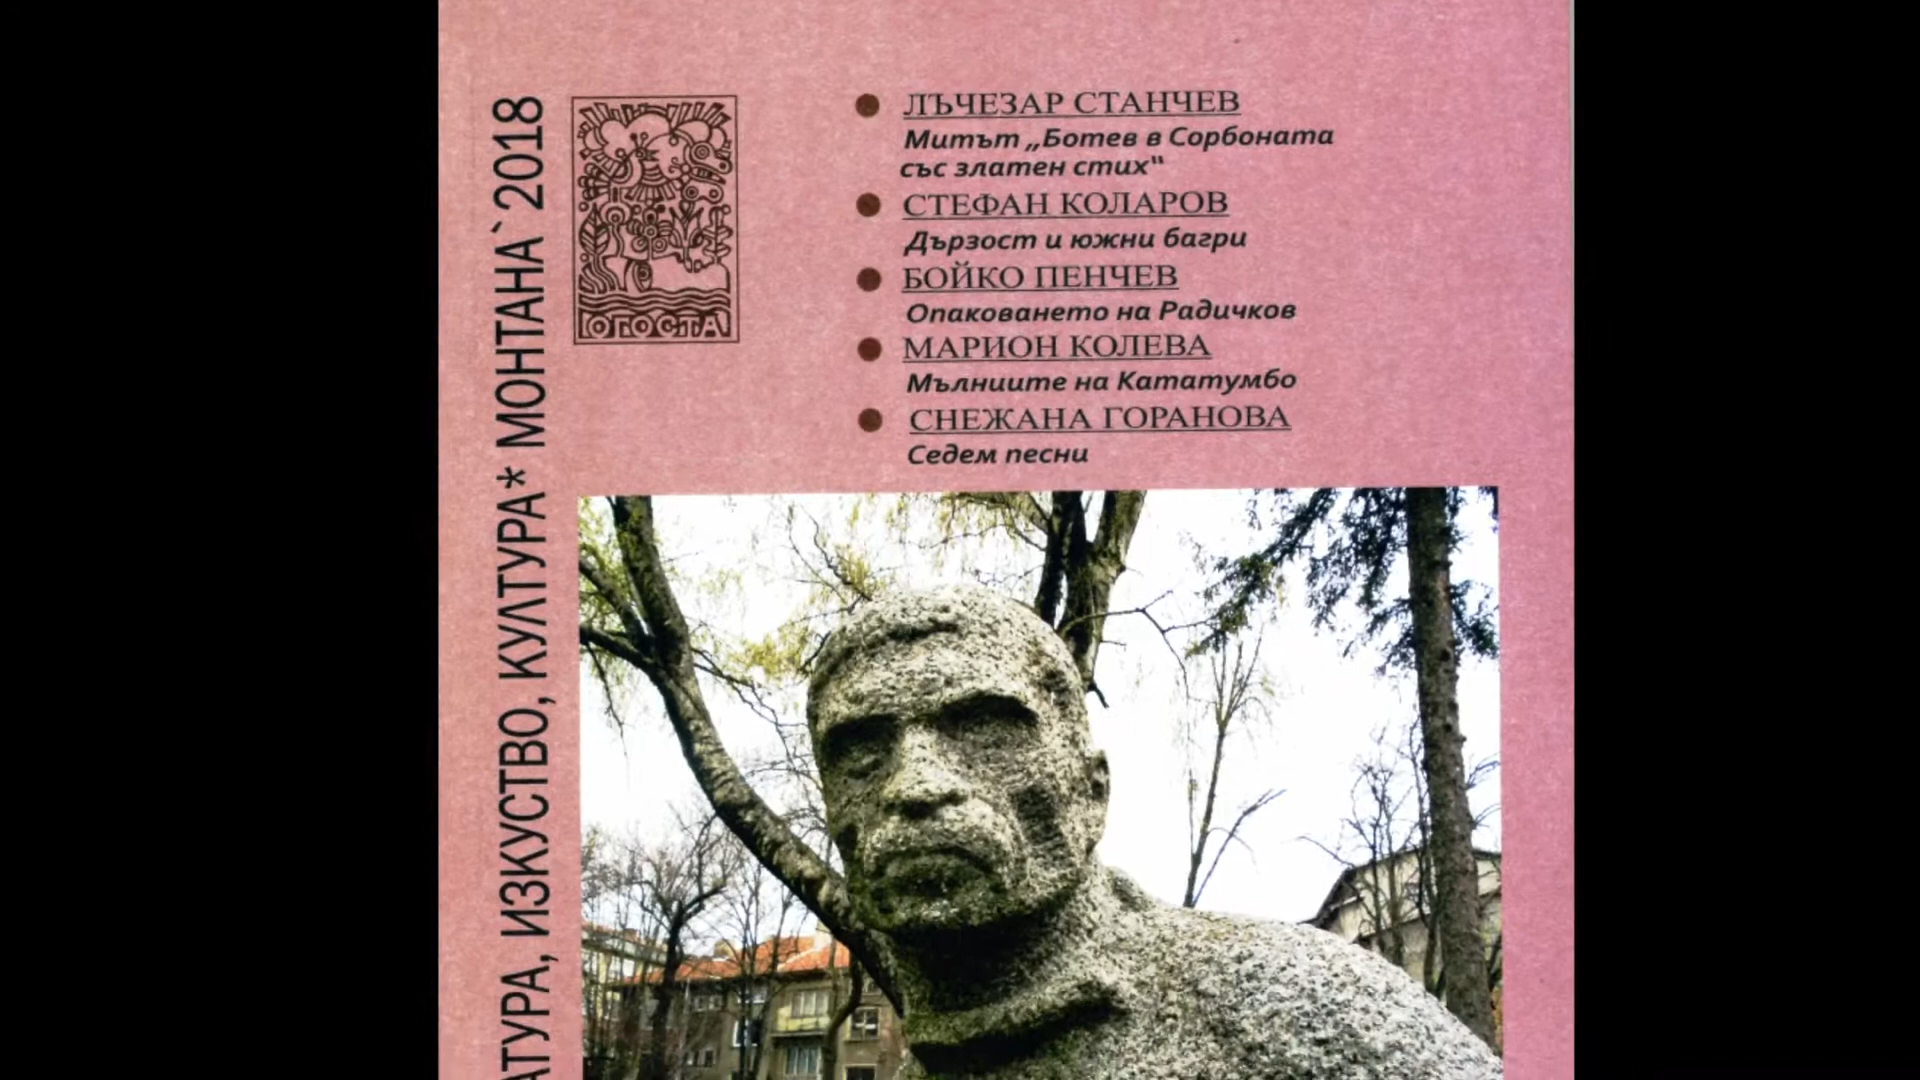 АТУРА, ИЗКУСТВО, КУЛТУРА* МОНТАНА`2018
ОГОСТА
ЛЪЧЕЗАР СТАНЧЕВ
Митът „Ботев в Сорбоната
със златен стих“
СТЕФАН КОЛАРОВ
Дързост и южни багри
БОЙКО ПЕНЧЕВ
Опаковането на Радичков
МАРИОН КОЛЕВА
Мълниите на Кататумбо
СНЕЖАНА ГОРАНОВА
Седем песни